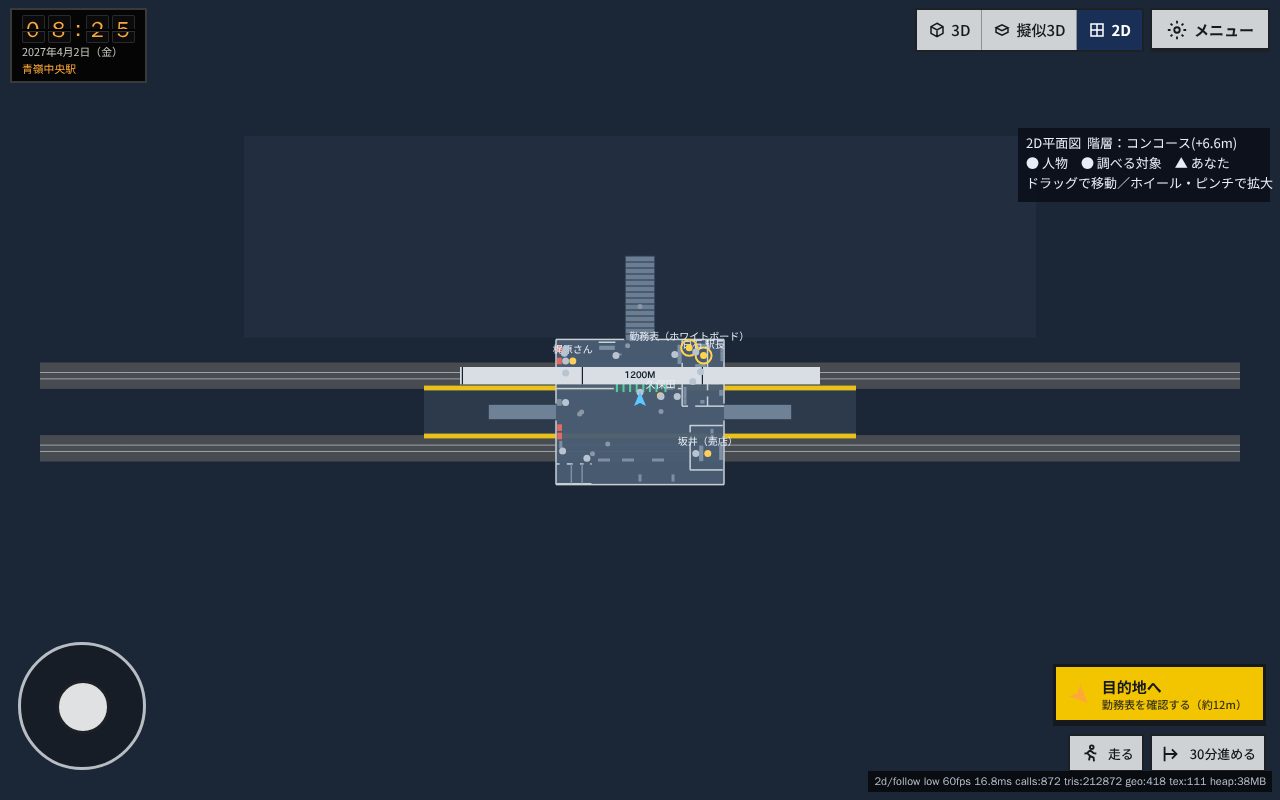 08:25
2027年4月2日（金）
青嶺中央駅
3D
擬似3D
2D
メニュー
2D平面図 階層：コンコース(+6.6m)
● 人物 ● 調べる対象 ▲ あなた
ドラッグで移動／ホイール・ピンチで拡大
勤務表（ホワイトボード）
梶原さん
駅長
1200M
坂井（売店）
目的地へ
勤務表を確認する（約12m）
走る
30分進める
2d/follow low 60fps 16.8ms calls:872 tris:212872 geo:418 tex:111 heap:38MB